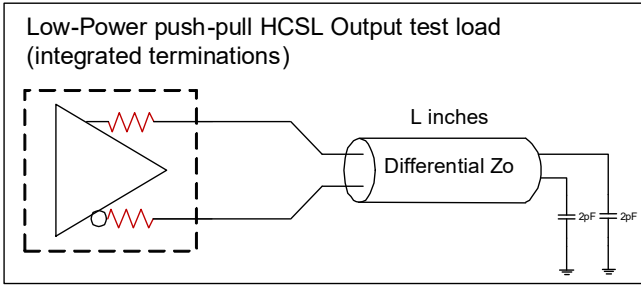 Low-Power push-pull HCSL Output test load
(integrated terminations)
L inches
Differential Zo
2pF
2pF